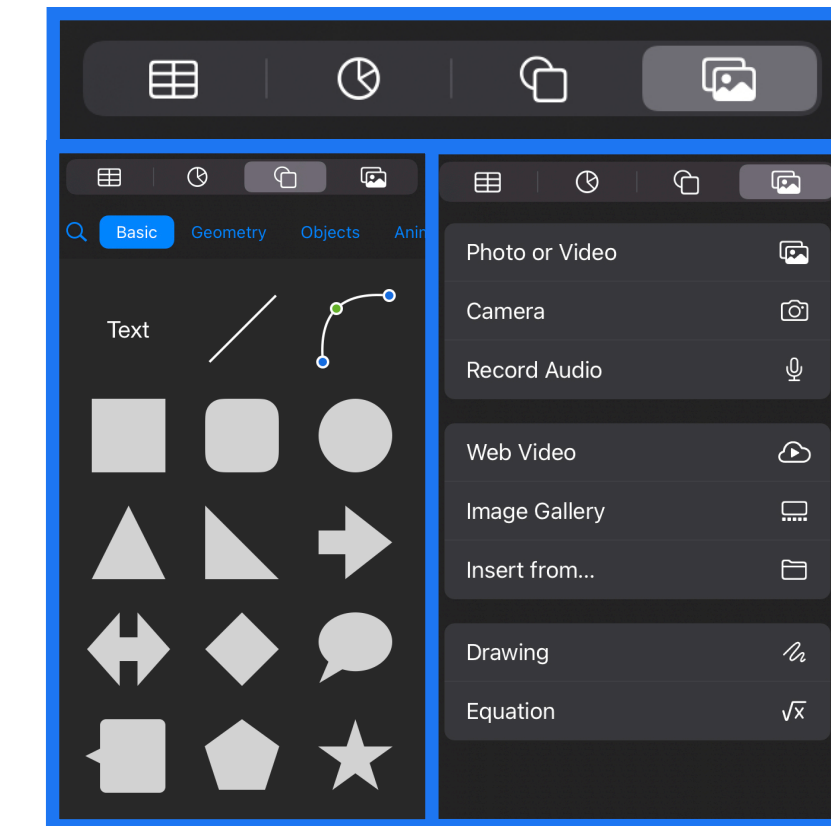 Basic Geometry Objects
Text
Photo or Video
Camera
Record Audio
Web Video
Image Gallery
Insert from...
Drawing
Equation
√x